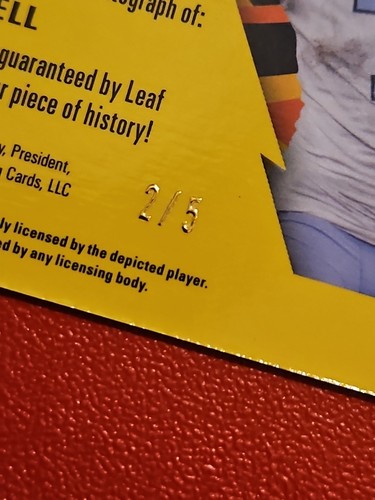 tograph of:
ELL
guaranteed by Leaf
r piece of history!
y, President,
g Cards, LLC
2/5
ly licensed by the depicted player.
ed by any licensing body.